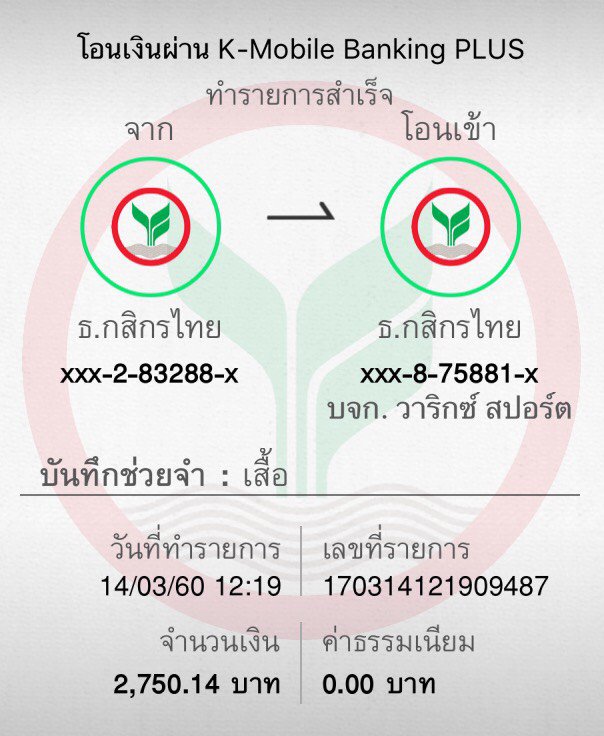 โอนเงินผ่าน K-Mobile Banking PLUS
ทำรายการสำเร็จ
จาก
โอนเข้า
ธ.กสิกรไทย
ธ.กสิกรไทย
xxx-2-83288-x
xxx-8-75881-x
บจก. วาริกซ์ สปอร์ต
บันทึกช่วยจำ : เสื้อ
วันที่ทำรายการ
เลขที่รายการ
14/03/60 12:19
170314121909487
จำนวนเงิน
ค่าธรรมเนียม
2,750.14 บาท
0.00 บาท